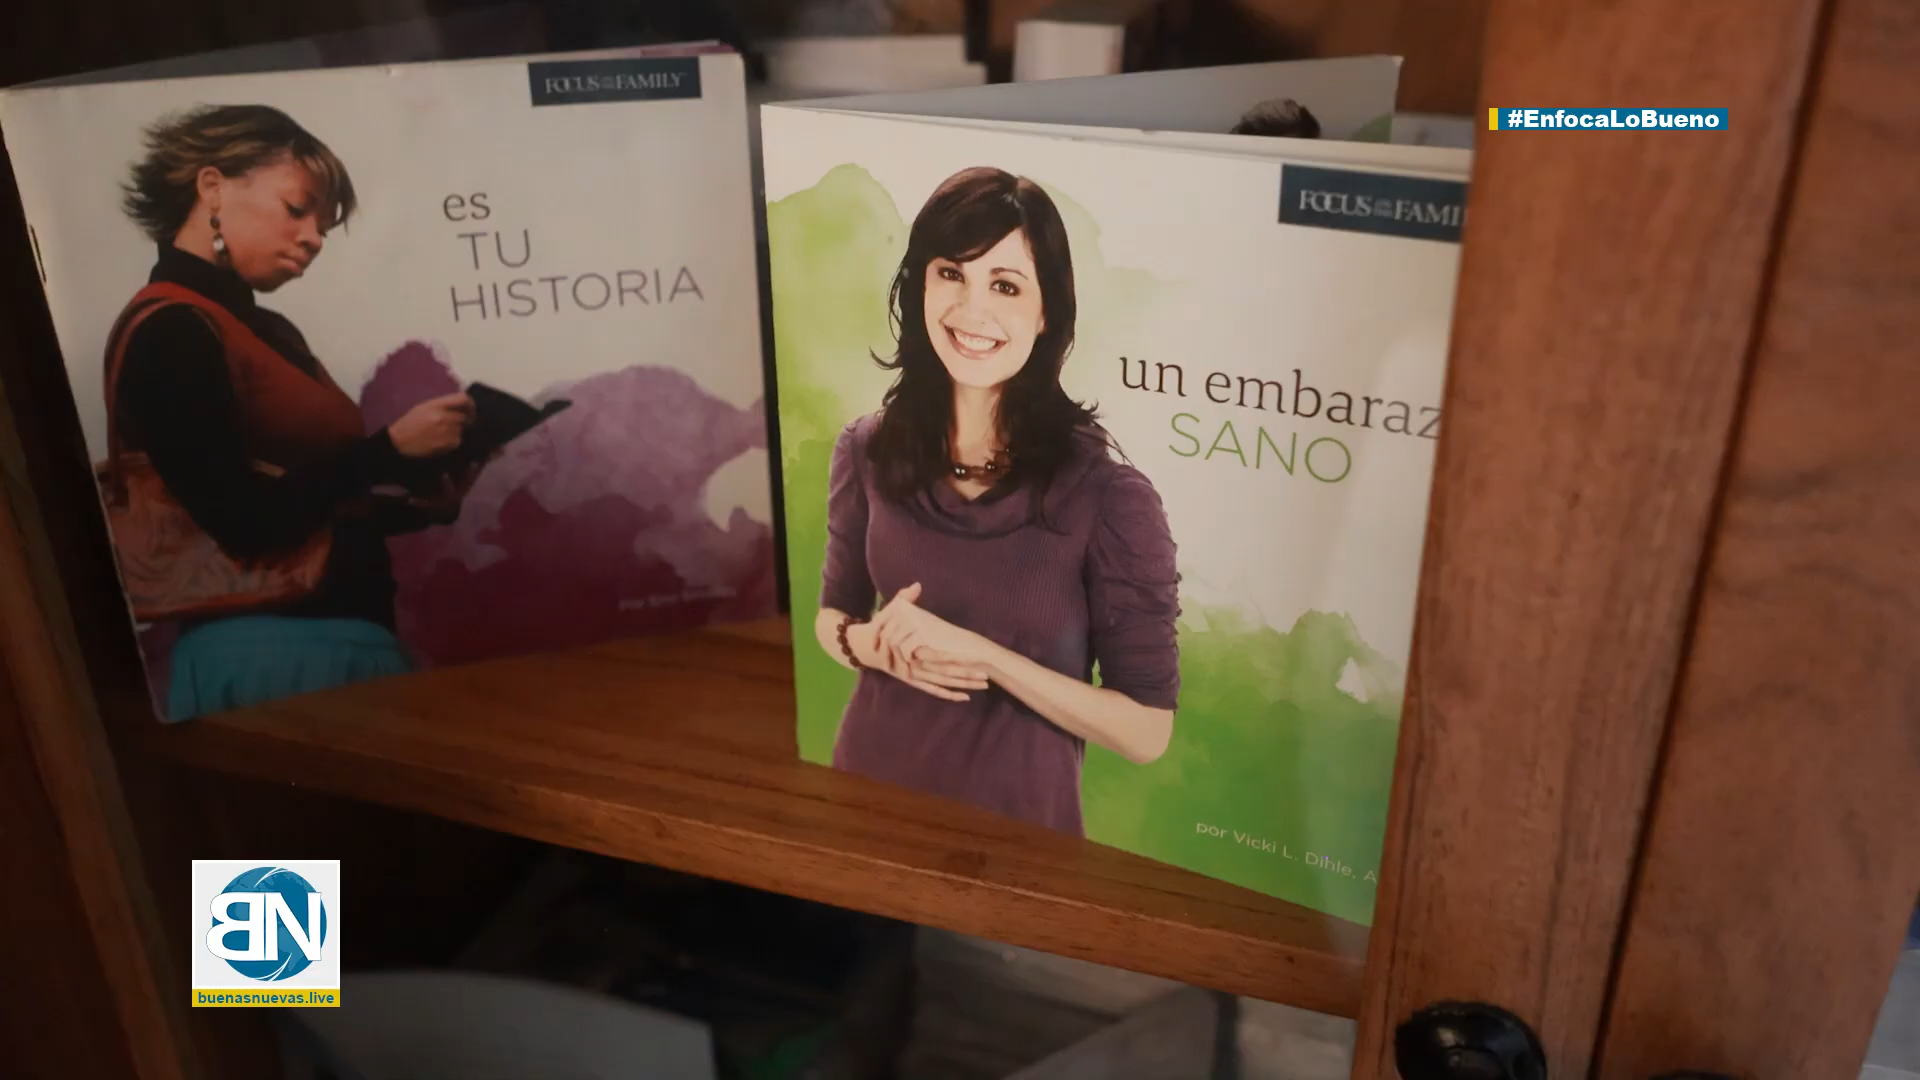 FOCUS ON THE FAMILY
es
TU
HISTORIA
#EnfocaLoBueno
FOCUS ON THE FAMI
un embaraz
SANO
por Vicki L. Dihle, A
BN
buenasnuevas.live